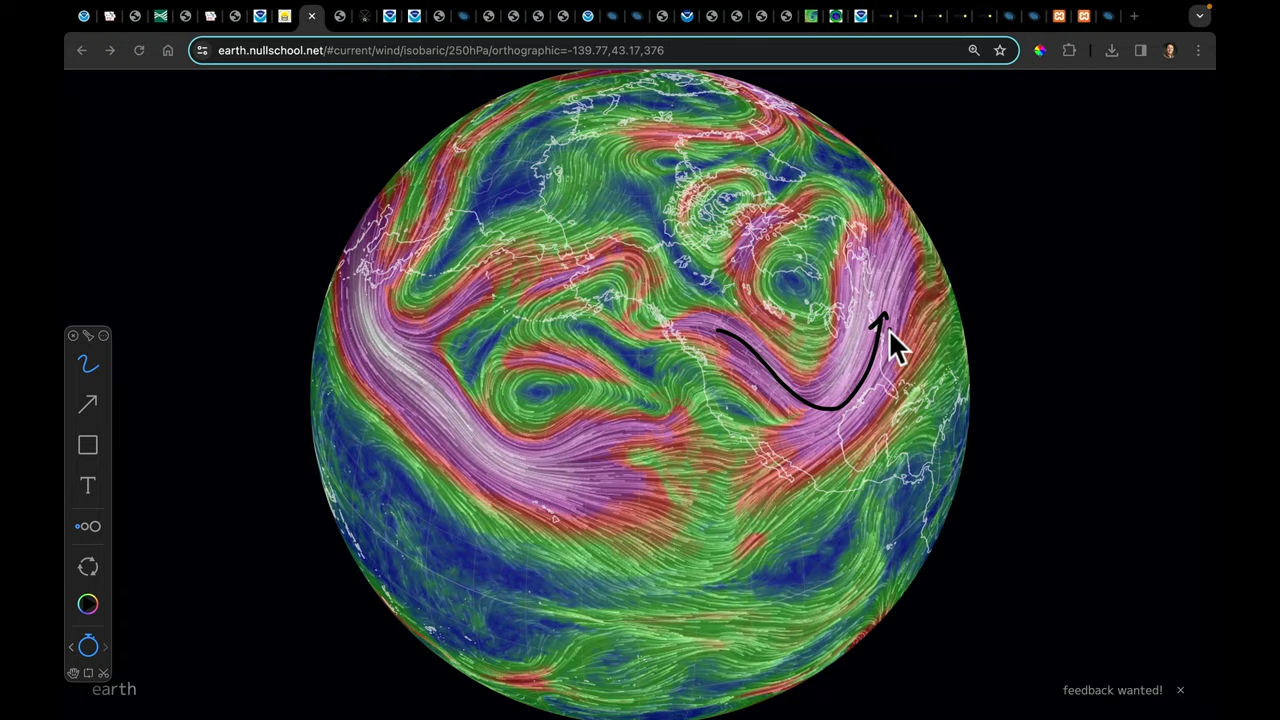 earth.nullschool.net/#current/wind/isobaric/250hPa/orthographic=-139.77,43.17,376
T
earth
feedback wanted!